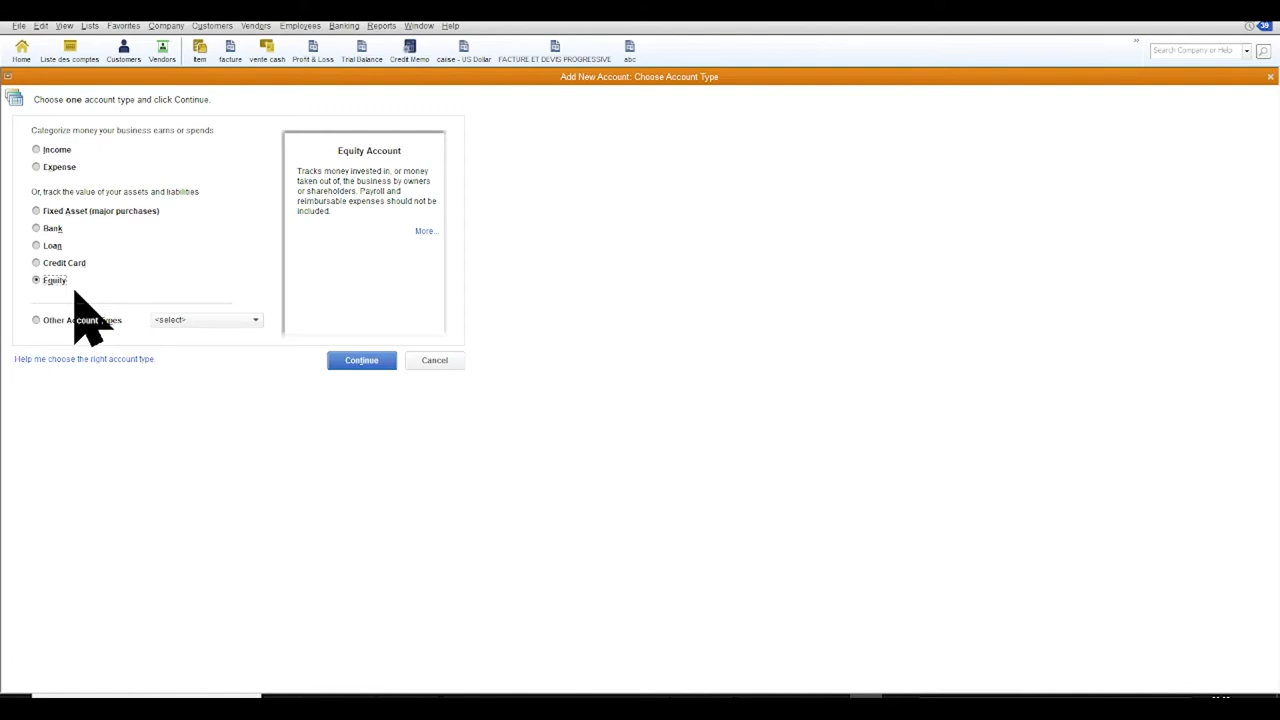 File Edit View Lists Favorites Company Customers Vendors Employees Banking Reports Window Help 39
Home Liste des comptes Customers Vendors Item facture vente cash Profit & Loss Trial Balance Credit Memo caise - US Dollar FACTURE ET DEVIS PROGRESSIVE abc Search Company or Help
Add New Account: Choose Account Type
Choose one account type and click Continue.
Categorize money your business earns or spends
Income
Expense
Or, track the value of your assets and liabilities
Fixed Asset (major purchases)
Bank
Loan
Credit Card
Equity
Other Account Types <select>
Equity Account
Tracks money invested in, or money
taken out of, the business by owners
or shareholders. Payroll and
reimbursable expenses should not be
included.
More...
Help me choose the right account type.
Continue Cancel